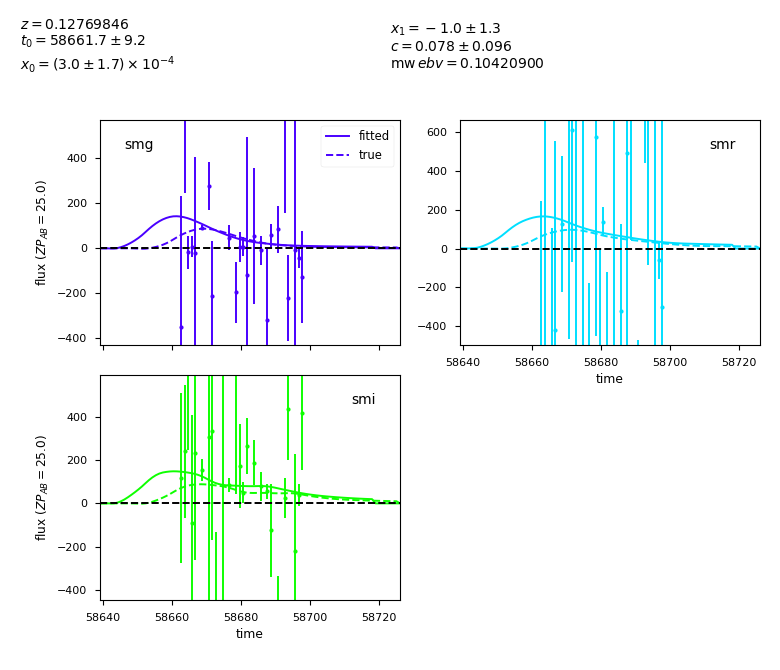 z = 0.12769846
t₀ = 58661.7 ± 9.2
x₀ = (3.0 ± 1.7) × 10⁻⁴
x₁ = −1.0 ± 1.3
c = 0.078 ± 0.096
mw ebv = 0.10420900
smg
fitted
true
400
200
0
−200
−400
flux (ZP_AB = 25.0)
smr
600
400
200
0
−200
−400
58640 58660 58680 58700 58720
time
smi
400
200
0
−200
−400
flux (ZP_AB = 25.0)
58640 58660 58680 58700 58720
time